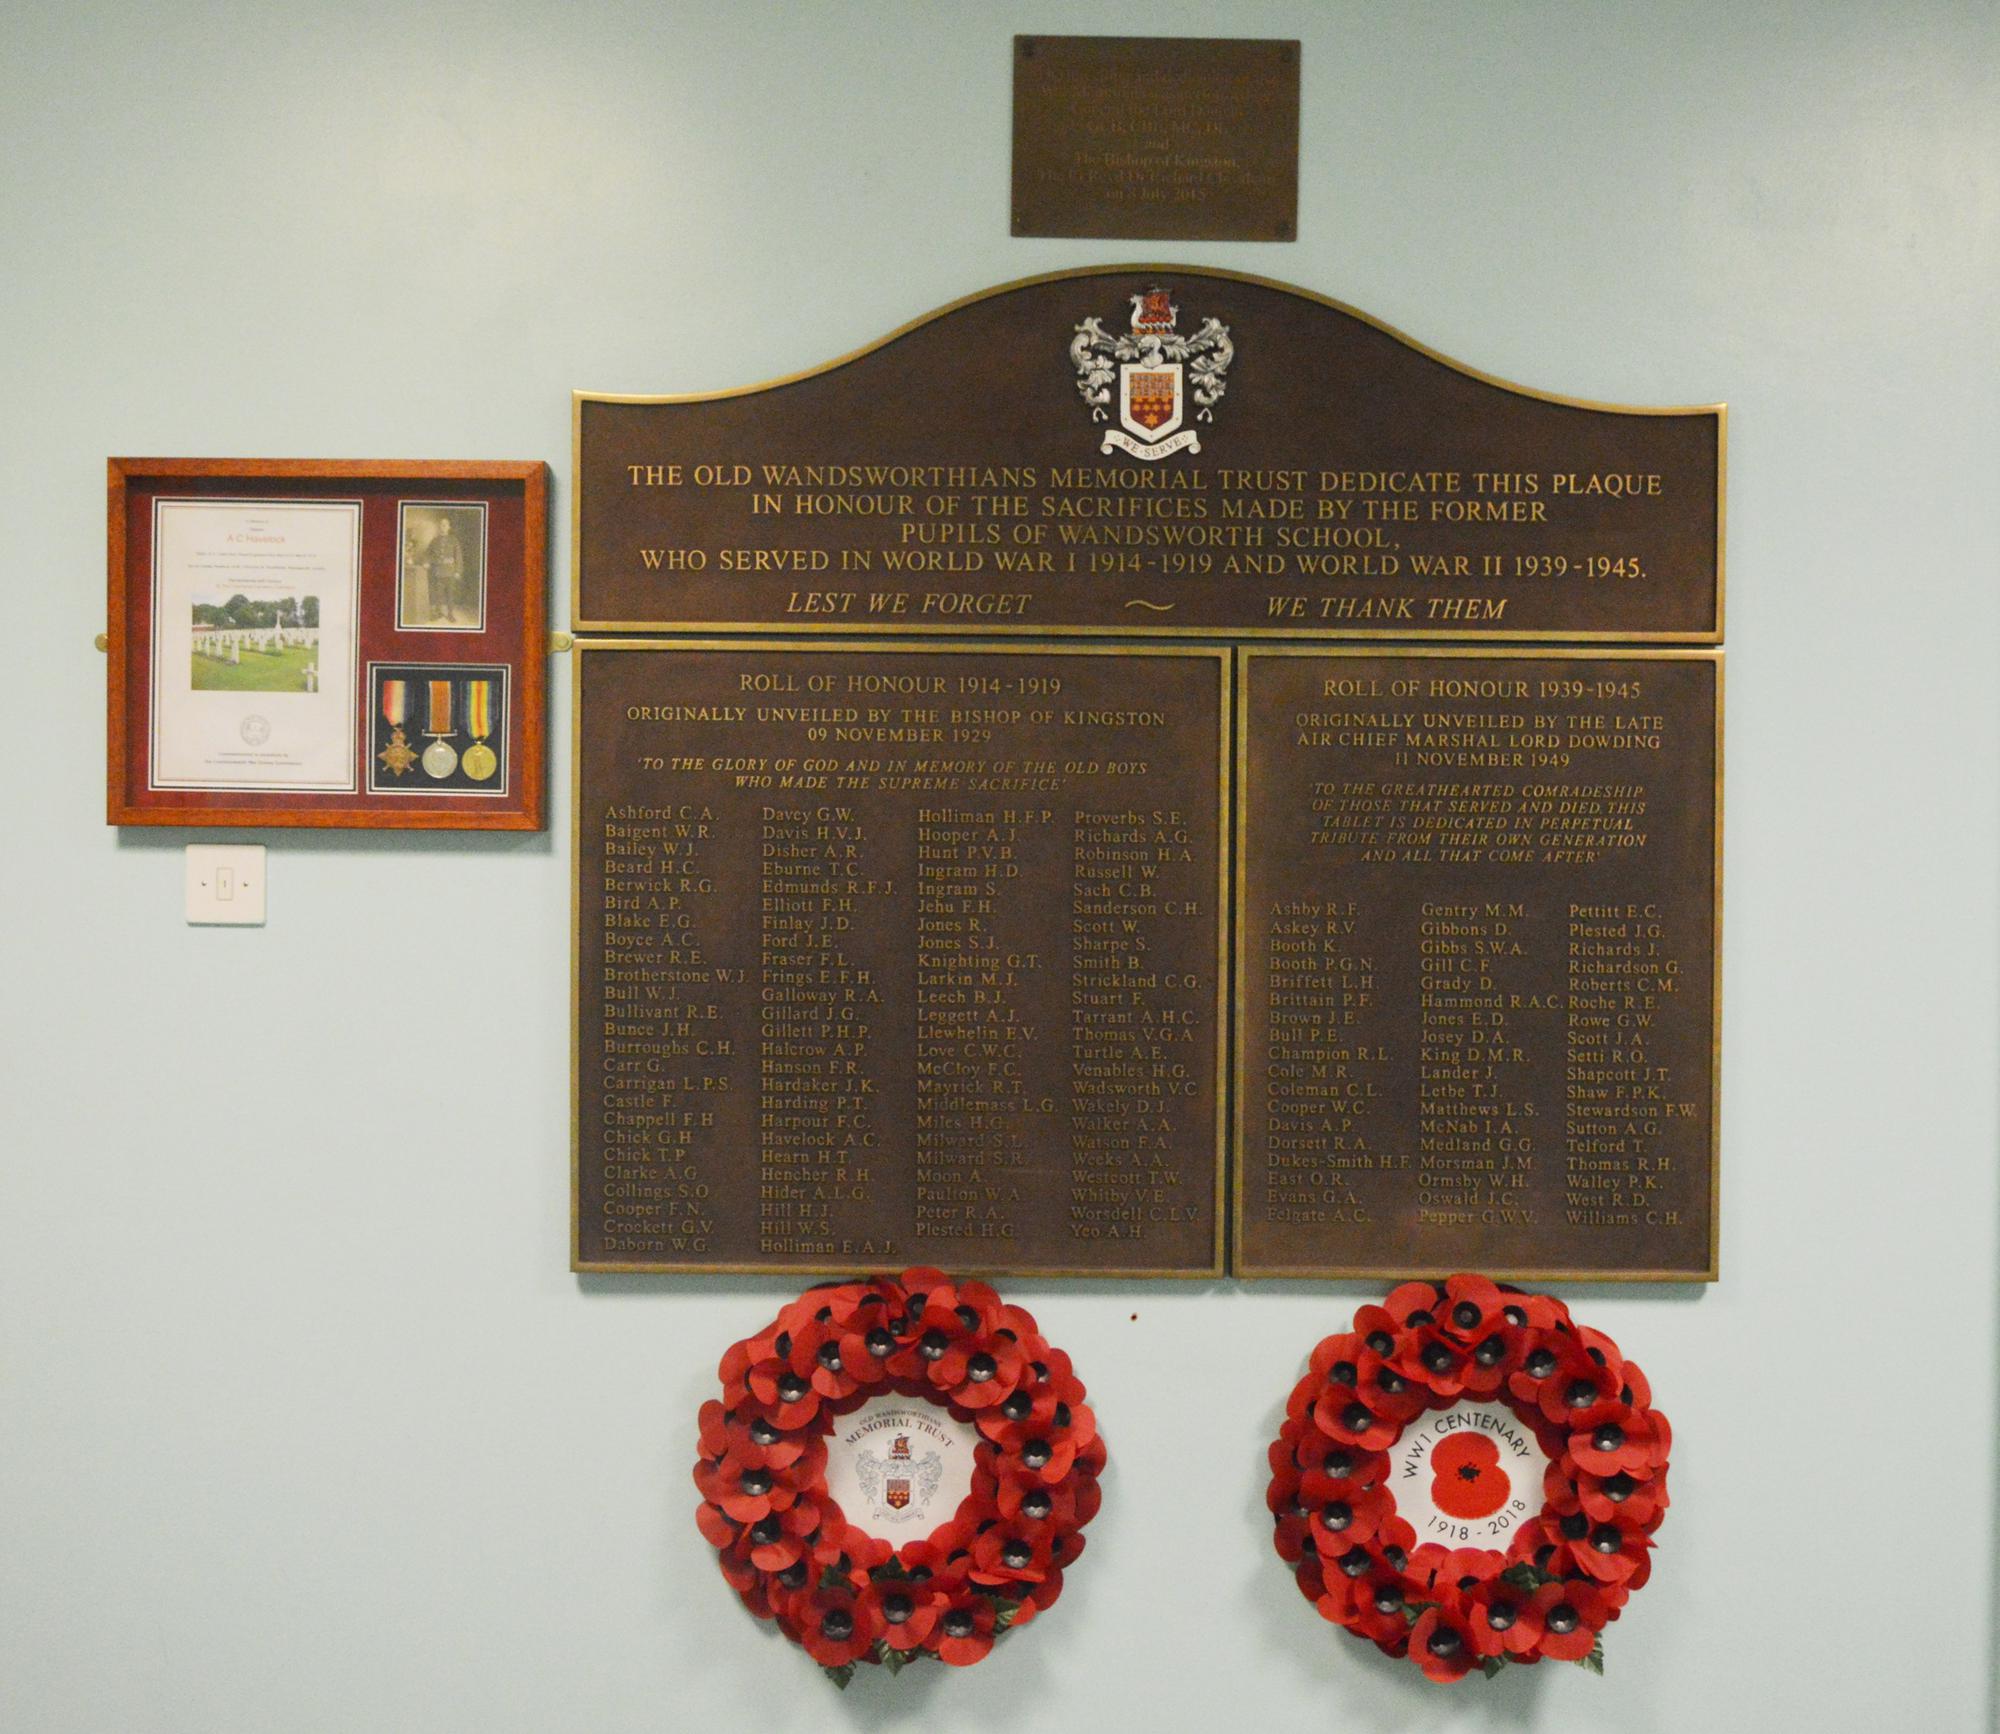 and
The Bishop of Kingston,
on 8 July 2015
WE·SERVE
THE OLD WANDSWORTHIANS MEMORIAL TRUST DEDICATE THIS PLAQUE
IN HONOUR OF THE SACRIFICES MADE BY THE FORMER
PUPILS OF WANDSWORTH SCHOOL,
WHO SERVED IN WORLD WAR I 1914-1919 AND WORLD WAR II 1939-1945.
LEST WE FORGET ~ WE THANK THEM
A C Havelock
ROLL OF HONOUR 1914-1919
ORIGINALLY UNVEILED BY THE BISHOP OF KINGSTON
09 NOVEMBER 1929
'TO THE GLORY OF GOD AND IN MEMORY OF THE OLD BOYS
WHO MADE THE SUPREME SACRIFICE'
Ashford C.A.
Baigent W.R.
Bailey W.J.
Beard H.C.
Berwick R.G.
Bird A.P.
Blake E.G.
Boyce A.C.
Brewer R.E.
Brotherstone W.J.
Bull W.J.
Bullivant R.E.
Bunce J.H.
Burroughs C.H.
Carr G.
Carrigan L.P.S.
Castle F.
Chappell F.H
Chick G.H
Chick T.P
Clarke A.G
Collings S.O
Cooper F.N.
Crockett G.V.
Daborn W.G.
Davey G.W.
Davis H.V.J.
Disher A.R.
Eburne T.C.
Edmunds R.F.J.
Elliott F.H.
Finlay J.D.
Ford J.E.
Fraser F.L.
Frings E.F.H.
Galloway R.A.
Gillard J.G.
Gillett P.H.P.
Halcrow A.P.
Hanson F.R.
Hardaker J.K.
Harding P.T.
Harpour F.C.
Havelock A.C.
Hearn H.T.
Hencher R.H.
Hider A.L.G.
Hill H.J.
Hill W.S.
Holliman E.A.J.
Holliman H.F.P.
Hooper A.J.
Hunt P.V.B.
Ingram H.D.
Ingram S.
Jehu F.H.
Jones R.
Jones S.J.
Knighting G.T.
Larkin M.J.
Leech B.J.
Leggett A.J.
Llewhelin E.V.
Love C.W.C.
McCloy F.C.
Mayrick R.T.
Middlemass L.G.
Miles H.G.
Milward S.L.
Milward S.R.
Moon A.
Paulton W.A.
Peter R.A.
Plested H.G
Proverbs S.E.
Richards A.G.
Robinson H.A.
Russell W.
Sach C.B.
Sanderson C.H.
Scott W.
Sharpe S.
Smith B.
Strickland C.G.
Stuart F.
Tarrant A.H.C.
Thomas V.G.A
Turtle A.E.
Venables H.G.
Wadsworth V.C
Wakely D.J.
Walker A.A.
Watson F.A.
Weeks A.A.
Westcott T.W.
Whitby V.E.
Worsdell C.L.V.
Yeo A.H.
ROLL OF HONOUR 1939-1945
ORIGINALLY UNVEILED BY THE LATE
AIR CHIEF MARSHAL LORD DOWDING
11 NOVEMBER 1949
'TO THE GREATHEARTED COMRADESHIP
OF THOSE THAT SERVED AND DIED, THIS
TABLET IS DEDICATED IN PERPETUAL
TRIBUTE FROM THEIR OWN GENERATION
AND ALL THAT COME AFTER'
Ashby R.F.
Askey R.V.
Booth K.
Booth P.G.N.
Briffett L.H.
Brittain P.F.
Brown J.E.
Bull P.E.
Champion R.L.
Cole M.R.
Coleman C.L.
Cooper W.C.
Davis A.P.
Dorsett R.A.
Dukes-Smith H.F.
East O.R.
Evans G.A.
Felgate A.C.
Gentry M.M.
Gibbons D.
Gibbs S.W.A.
Gill C.F.
Grady D.
Hammond R.A.C.
Jones E.D.
Josey D.A.
King D.M.R.
Lander J.
Letbe T.J.
Matthews L.S.
McNab I.A.
Medland G.G.
Morsman J.M.
Ormsby W.H.
Oswald J.C.
Pepper G.W.V.
Pettitt E.C.
Plested J.G.
Richards J.
Richardson G.
Roberts C.M.
Roche R.E.
Rowe G.W.
Scott J.A.
Setti R.O.
Shapcott J.T.
Shaw F.P.K.
Stewardson F.W.
Sutton A.G.
Telford T.
Thomas R.H.
Walley P.K.
West R.D.
Williams C.H.
OLD WANDSWORTHIANS
MEMORIAL TRUST
WW1 CENTENARY
1918 - 2018